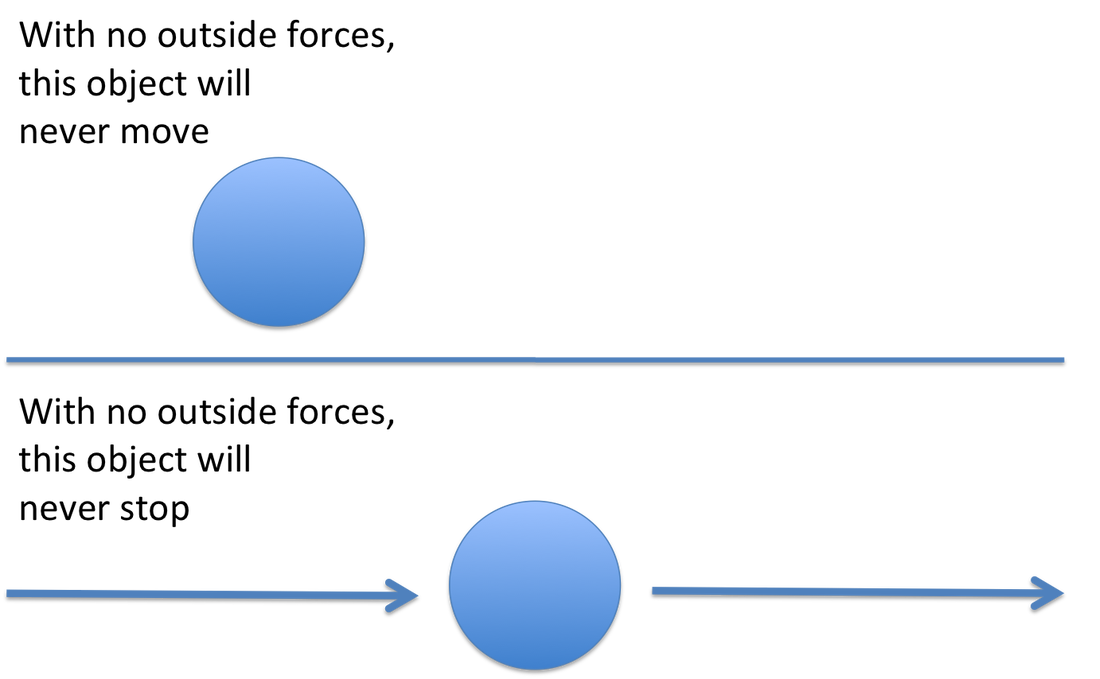 With no outside forces,
this object will
never move
With no outside forces,
this object will
never stop